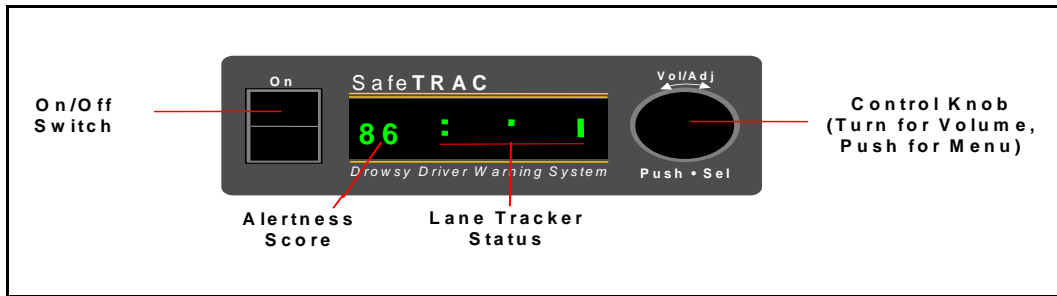 On
SafeTRAC
Vol/Adj
On/Off
Switch
86
Control Knob
(Turn for Volume,
Push for Menu)
Drowsy Driver Warning System
Push • Sel
Alertness
Score
Lane Tracker
Status